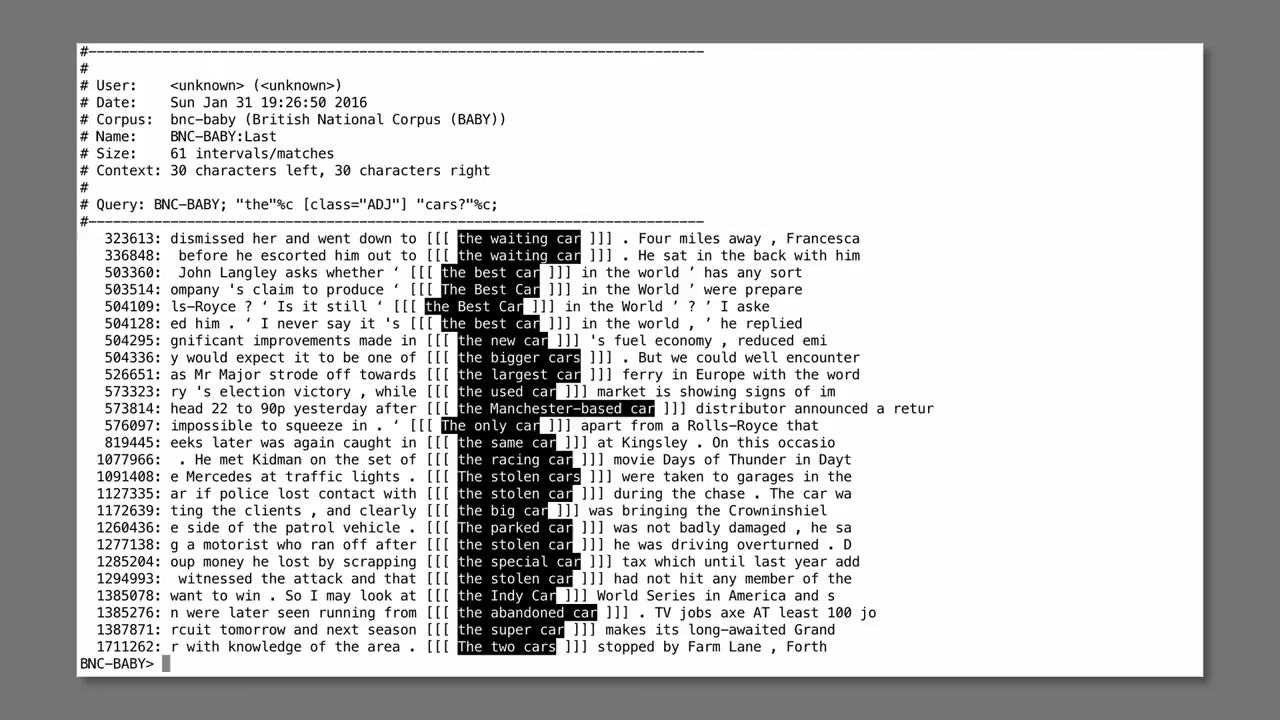 #---------------------------------------------------------------------------
#
# User:    <unknown> (<unknown>)
# Date:    Sun Jan 31 19:26:50 2016
# Corpus:  bnc-baby (British National Corpus (BABY))
# Name:    BNC-BABY:Last
# Size:    61 intervals/matches
# Context: 30 characters left, 30 characters right
#
# Query: BNC-BABY; "the"%c [class="ADJ"] "cars?"%c;
#---------------------------------------------------------------------------
323613: dismissed her and went down to [[[ the waiting car ]]] . Four miles away , Francesca
336848:  before he escorted him out to [[[ the waiting car ]]] . He sat in the back with him
503360:  John Langley asks whether ‘ [[[ the best car ]]] in the world ’ has any sort
503514: ompany 's claim to produce ‘ [[[ The Best Car ]]] in the World ’ were prepare
504109: ls-Royce ? ‘ Is it still ‘ [[[ the Best Car ]]] in the World ’ ? ’ I aske
504128: ed him . ‘ I never say it 's [[[ the best car ]]] in the world , ’ he replied
504295: gnificant improvements made in [[[ the new car ]]] 's fuel economy , reduced emi
504336: y would expect it to be one of [[[ the bigger cars ]]] . But we could well encounter
526651: as Mr Major strode off towards [[[ the largest car ]]] ferry in Europe with the word
573323: ry 's election victory , while [[[ the used car ]]] market is showing signs of im
573814: head 22 to 90p yesterday after [[[ the Manchester-based car ]]] distributor announced a retur
576097: impossible to squeeze in . ‘ [[[ The only car ]]] apart from a Rolls-Royce that
819445: eeks later was again caught in [[[ the same car ]]] at Kingsley . On this occasio
1077966:  . He met Kidman on the set of [[[ the racing car ]]] movie Days of Thunder in Dayt
1091408: e Mercedes at traffic lights . [[[ The stolen cars ]]] were taken to garages in the
1127335: ar if police lost contact with [[[ the stolen car ]]] during the chase . The car wa
1172639: ting the clients , and clearly [[[ the big car ]]] was bringing the Crowninshiel
1260436: e side of the patrol vehicle . [[[ The parked car ]]] was not badly damaged , he sa
1277138: g a motorist who ran off after [[[ the stolen car ]]] he was driving overturned . D
1285204: oup money he lost by scrapping [[[ the special car ]]] tax which until last year add
1294993:  witnessed the attack and that [[[ the stolen car ]]] had not hit any member of the
1385078: want to win . So I may look at [[[ the Indy Car ]]] World Series in America and s
1385276: n were later seen running from [[[ the abandoned car ]]] . TV jobs axe AT least 100 jo
1387871: rcuit tomorrow and next season [[[ the super car ]]] makes its long-awaited Grand
1711262: r with knowledge of the area . [[[ The two cars ]]] stopped by Farm Lane , Forth
BNC-BABY>